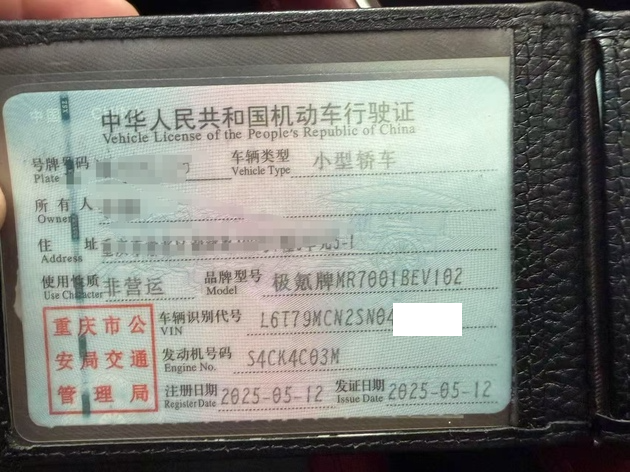 中华人民共和国机动车行驶证
Vehicle License of the People's Republic of China
号牌号码
Plate
车辆类型 小型轿车
Vehicle Type
所有人
Owner
住址
Address
使用性质 非营运
Use Character
品牌型号 极氪牌MR7001BEV102
Model
重庆市公
安局交通
管理局
车辆识别代号 L6T79MCN2SN04
VIN
发动机号码 S4CK4C03M
Engine No.
注册日期 2025-05-12
Register Date
发证日期 2025-05-12
Issue Date